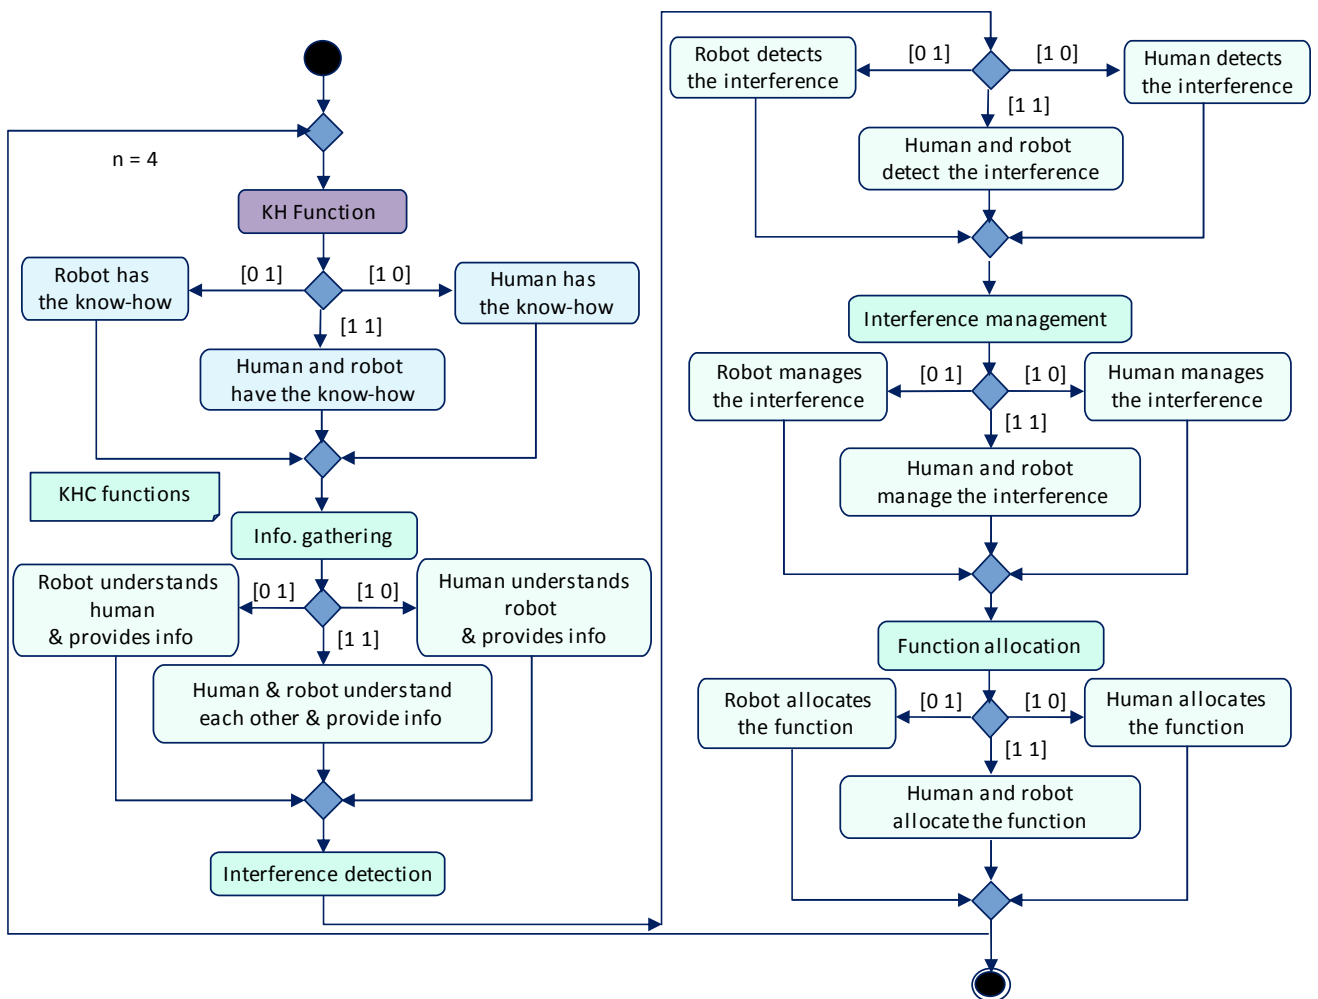 n = 4
KH Function
Robot has
the know-how
[0 1]
[1 0]
Human has
the know-how
[1 1]
Human and robot
have the know-how
KHC functions
Info. gathering
Robot understands
human
& provides info
[0 1]
[1 0]
Human understands
robot
& provides info
[1 1]
Human & robot understand
each other & provide info
Interference detection
Robot detects
the interference
[0 1]
[1 0]
Human detects
the interference
[1 1]
Human and robot
detect the interference
Interference management
Robot manages
the interference
[0 1]
[1 0]
Human manages
the interference
[1 1]
Human and robot
manage the interference
Function allocation
Robot allocates
the function
[0 1]
[1 0]
Human allocates
the function
[1 1]
Human and robot
allocate the function